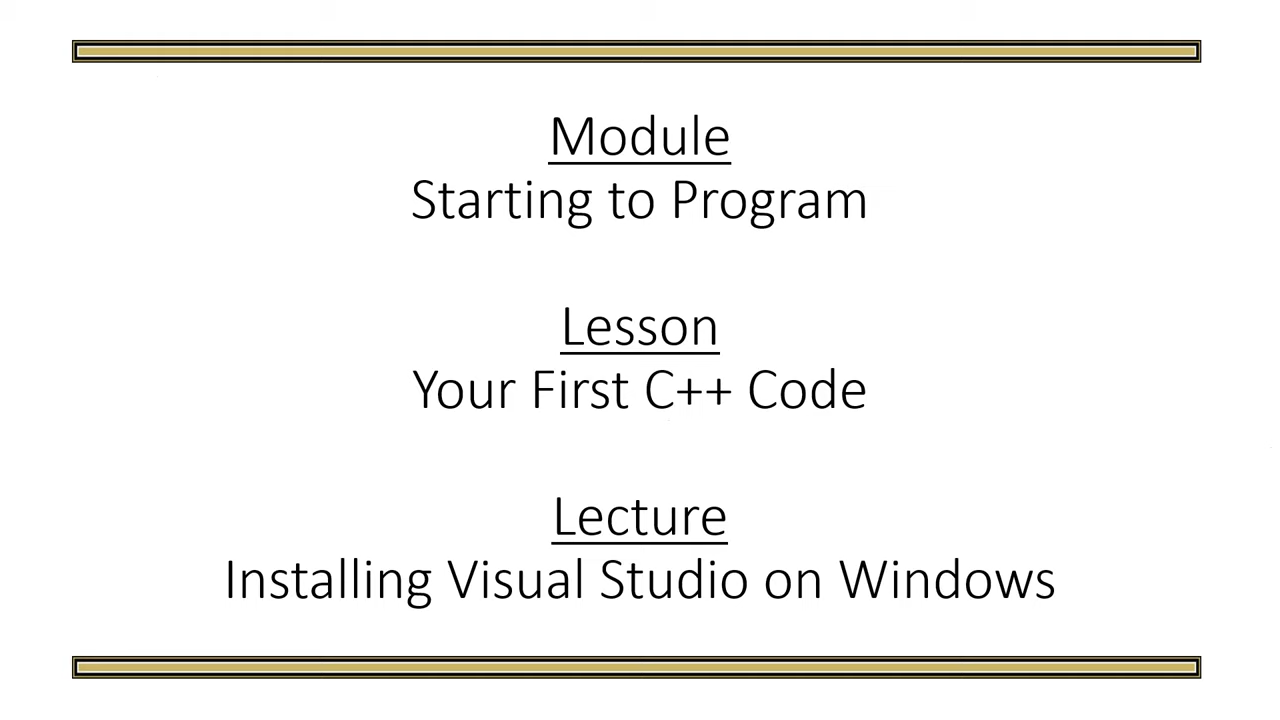 Module
Starting to Program
Lesson
Your First C++ Code
Lecture
Installing Visual Studio on Windows